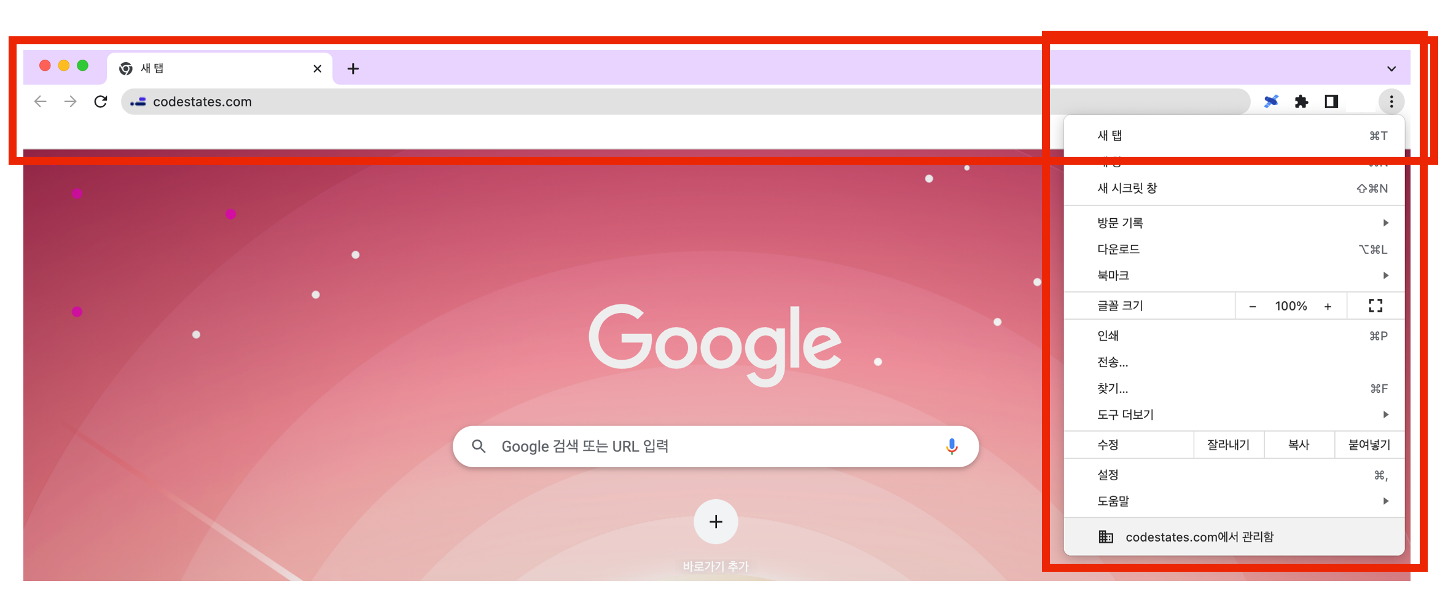 새 탭
codestates.com
새 탭 ⌘T
새 시크릿 창 ⇧⌘N
방문 기록
다운로드 ⌥⌘L
북마크
글꼴 크기 − 100% +
인쇄 ⌘P
전송...
찾기... ⌘F
도구 더보기
수정 잘라내기 복사 붙여넣기
설정 ⌘,
도움말
codestates.com에서 관리함
Google
Google 검색 또는 URL 입력
바로가기 추가